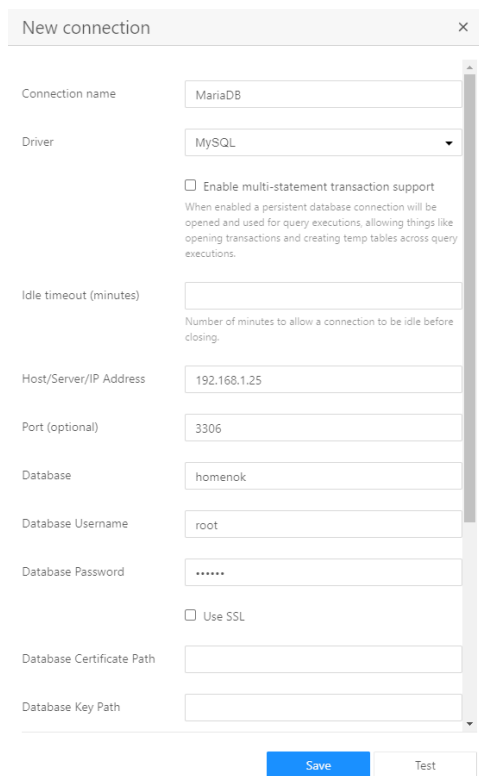 New connection
Connection name
MariaDB
Driver
MySQL
Enable multi-statement transaction support
When enabled a persistent database connection will be
opened and used for query executions, allowing things like
opening transactions and creating temp tables across query
executions.
Idle timeout (minutes)
Number of minutes to allow a connection to be idle before
closing.
Host/Server/IP Address
192.168.1.25
Port (optional)
3306
Database
homenok
Database Username
root
Database Password
••••••
Use SSL
Database Certificate Path
Database Key Path
Save
Test